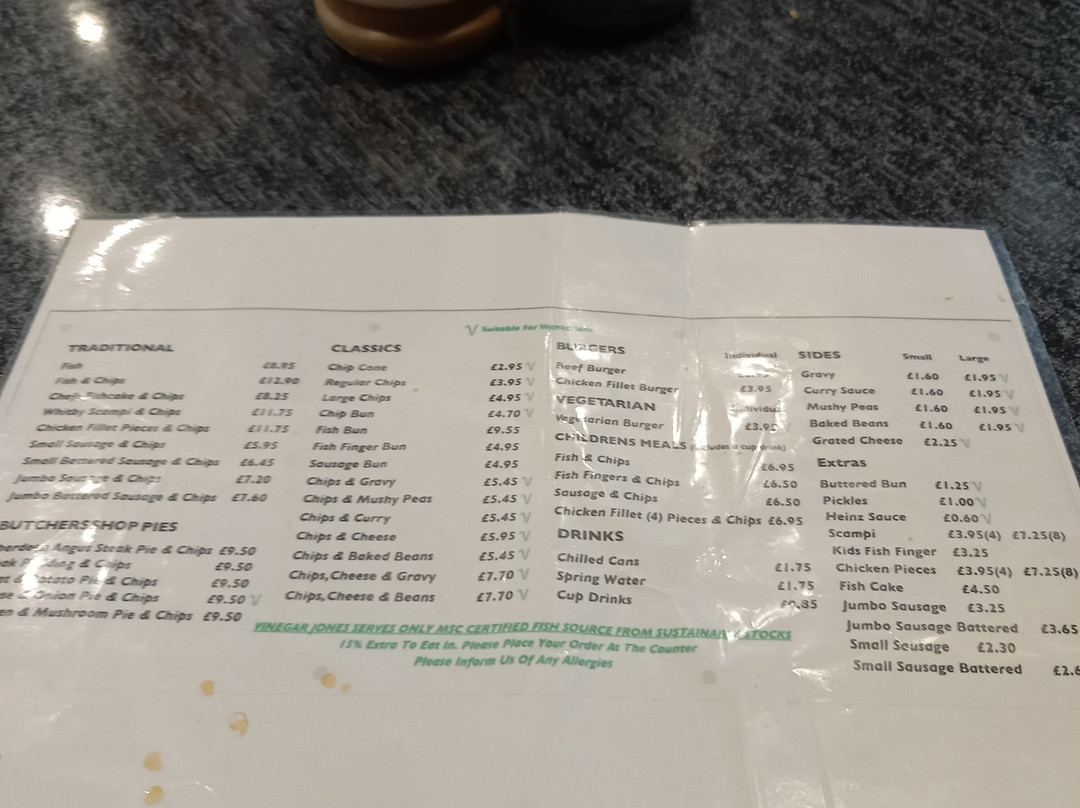 V Suitable For Vegetarians
TRADITIONAL
Fish £8.95
Fish & Chips £12.90
Chefs Fishcake & Chips £8.25
Whitby Scampi & Chips £11.75
Chicken Fillet Pieces & Chips £11.75
Small Sausage & Chips £5.95
Small Battered Sausage & Chips £6.45
Jumbo Sausage & Chips £7.20
Jumbo Battered Sausage & Chips £7.60
BUTCHERS SHOP PIES
Angus Steak Pie & Chips £9.50
& Chips £9.50
& Potato Pie & Chips £9.50
& Onion Pie & Chips £9.50 V
& Mushroom Pie & Chips £9.50
CLASSICS
Chip Cone £2.95 V
Regular Chips £3.95 V
Large Chips £4.95 V
Chip Bun £4.70 V
Fish Bun £9.55
Fish Finger Bun £4.95
Sausage Bun £4.95
Chips & Gravy £5.45 V
Chips & Mushy Peas £5.45 V
Chips & Curry £5.45 V
Chips & Cheese £5.95 V
Chips & Baked Beans £5.45 V
Chips, Cheese & Gravy £7.70 V
Chips, Cheese & Beans £7.70 V
BURGERS Individual
Beef Burger
Chicken Fillet Burger £3.95
VEGETARIAN Individual
Vegetarian Burger £3.95 V
CHILDRENS MEALS (includes a cup drink)
Fish & Chips £6.95
Fish Fingers & Chips £6.50
Sausage & Chips £6.50
Chicken Fillet (4) Pieces & Chips £6.95
DRINKS
Chilled Cans £1.75
Spring Water £1.75
Cup Drinks £0.85
SIDES Small Large
Gravy £1.60 £1.95 V
Curry Sauce £1.60 £1.95 V
Mushy Peas £1.60 £1.95 V
Baked Beans £1.60 £1.95 V
Grated Cheese £2.25 V
Extras
Buttered Bun £1.25 V
Pickles £1.00 V
Heinz Sauce £0.60 V
Scampi £3.95(4) £7.25(8)
Kids Fish Finger £3.25
Chicken Pieces £3.95(4) £7.25(8)
Fish Cake £4.50
Jumbo Sausage £3.25
Jumbo Sausage Battered £3.65
Small Sausage £2.30
Small Sausage Battered
VINEGAR JONES SERVES ONLY MSC CERTIFIED FISH SOURCE FROM SUSTAINABLE STOCKS
15% Extra To Eat In. Please Place Your Order At The Counter
Please Inform Us Of Any Allergies